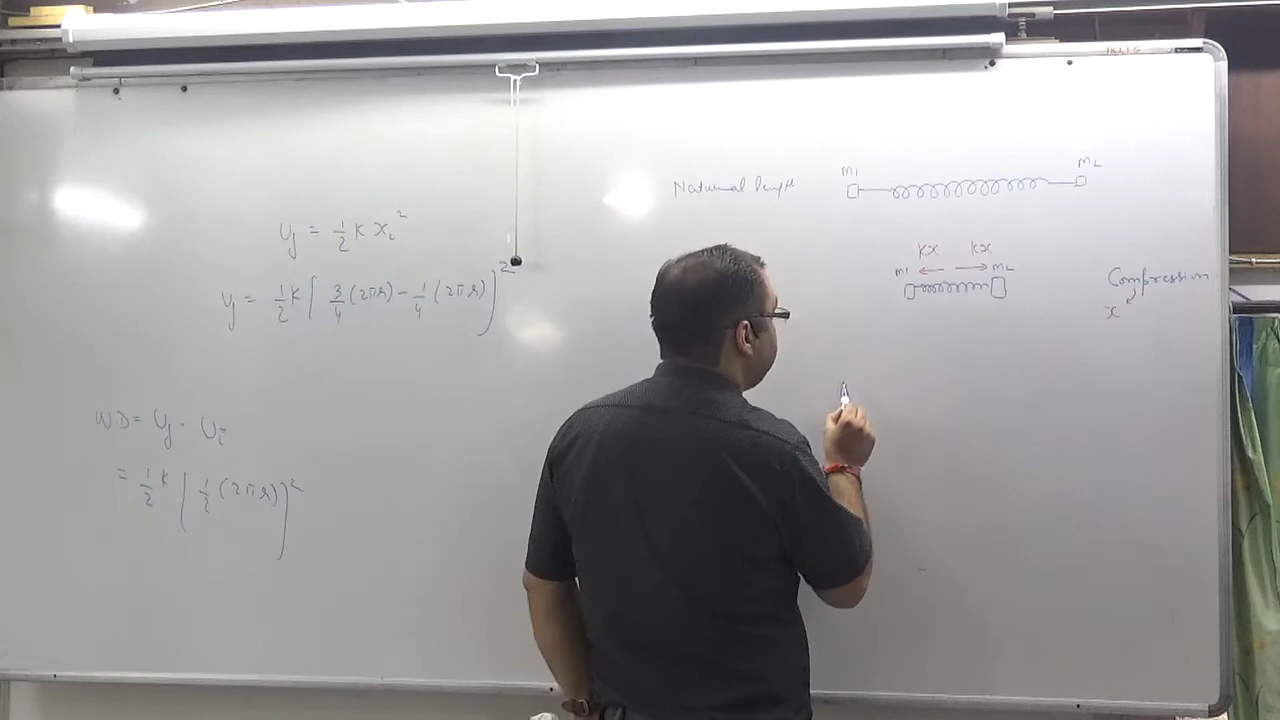 U_f = 1/2 K x_2^2
U_f = 1/2 K [ 3/4 (2πr) - 1/4 (2πr) ]^2
WD = U_f - U_i
= 1/2 K [ 1/2 (2πr) ]^2
Natural length
m1
m2
Kx Kx
m1 m2
Compression
x